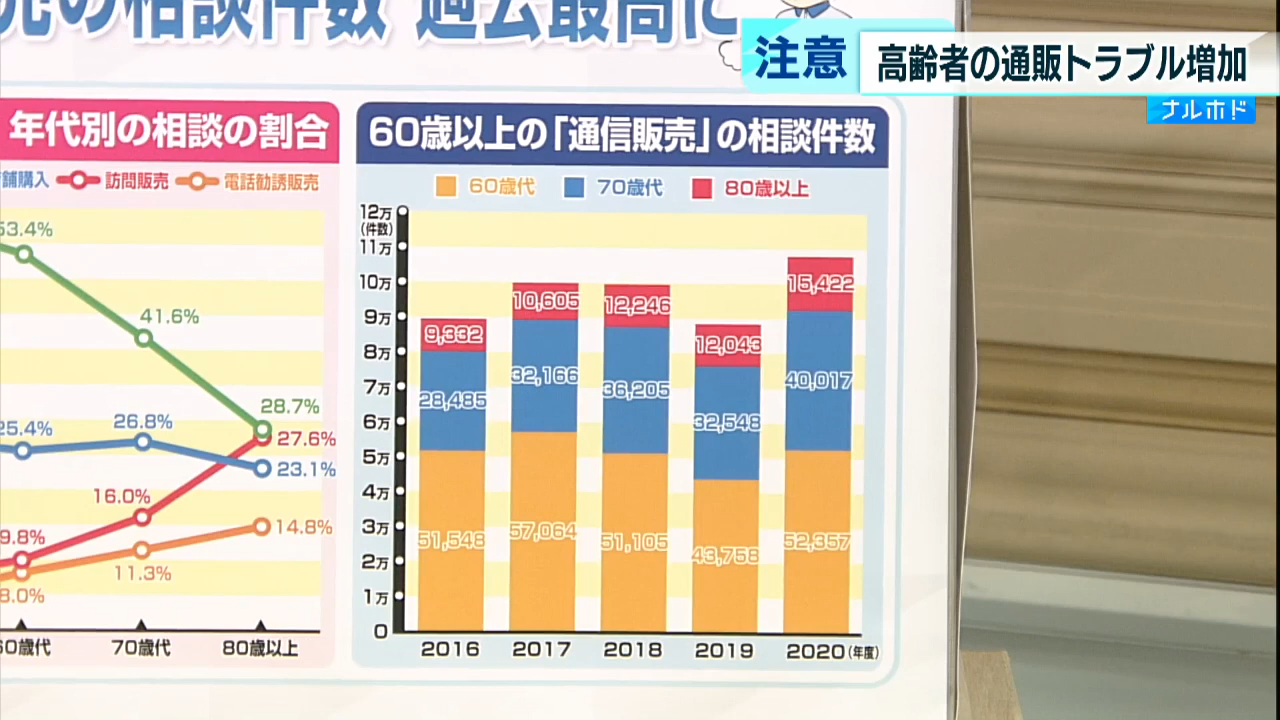 売の相談件数 過去最高に
注意
高齢者の通販トラブル増加
ナルホド
年代別の相談の割合
舗購入 訪問販売 電話勧誘販売
53.4%
41.6%
28.7%
25.4%
26.8%
27.6%
23.1%
16.0%
9.8%
14.8%
11.3%
8.0%
60歳代 70歳代 80歳以上
60歳以上の「通信販売」の相談件数
60歳代 70歳代 80歳以上
12万
(件数)
11万
10万
9万
8万
7万
6万
5万
4万
3万
2万
1万
0
9,332
28,485
51,548
10,605
32,166
57,064
12,246
36,205
51,105
12,043
32,548
43,758
15,422
40,017
52,357
2016 2017 2018 2019 2020(年度)